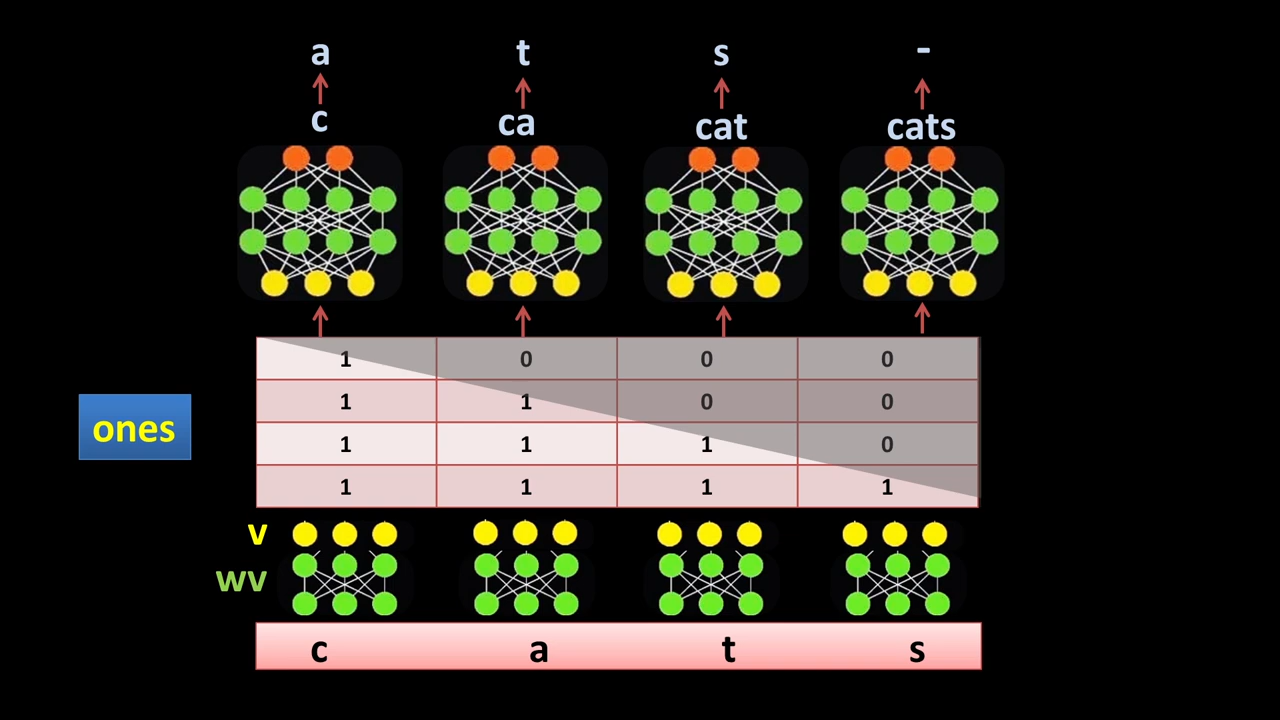 a t s -
c ca cat cats
1 0 0 0
1 1 0 0
ones
1 1 1 0
1 1 1 1
v
wv
c a t s